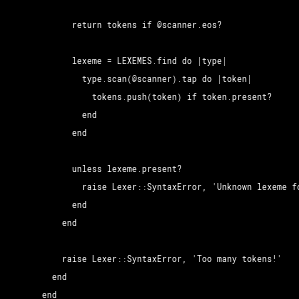 return tokens if @scanner.eos?
lexeme = LEXEMES.find do |type|
type.scan(@scanner).tap do |token|
tokens.push(token) if token.present?
end
end
unless lexeme.present?
raise Lexer::SyntaxError, 'Unknown lexeme fo
end
end
raise Lexer::SyntaxError, 'Too many tokens!'
end
end